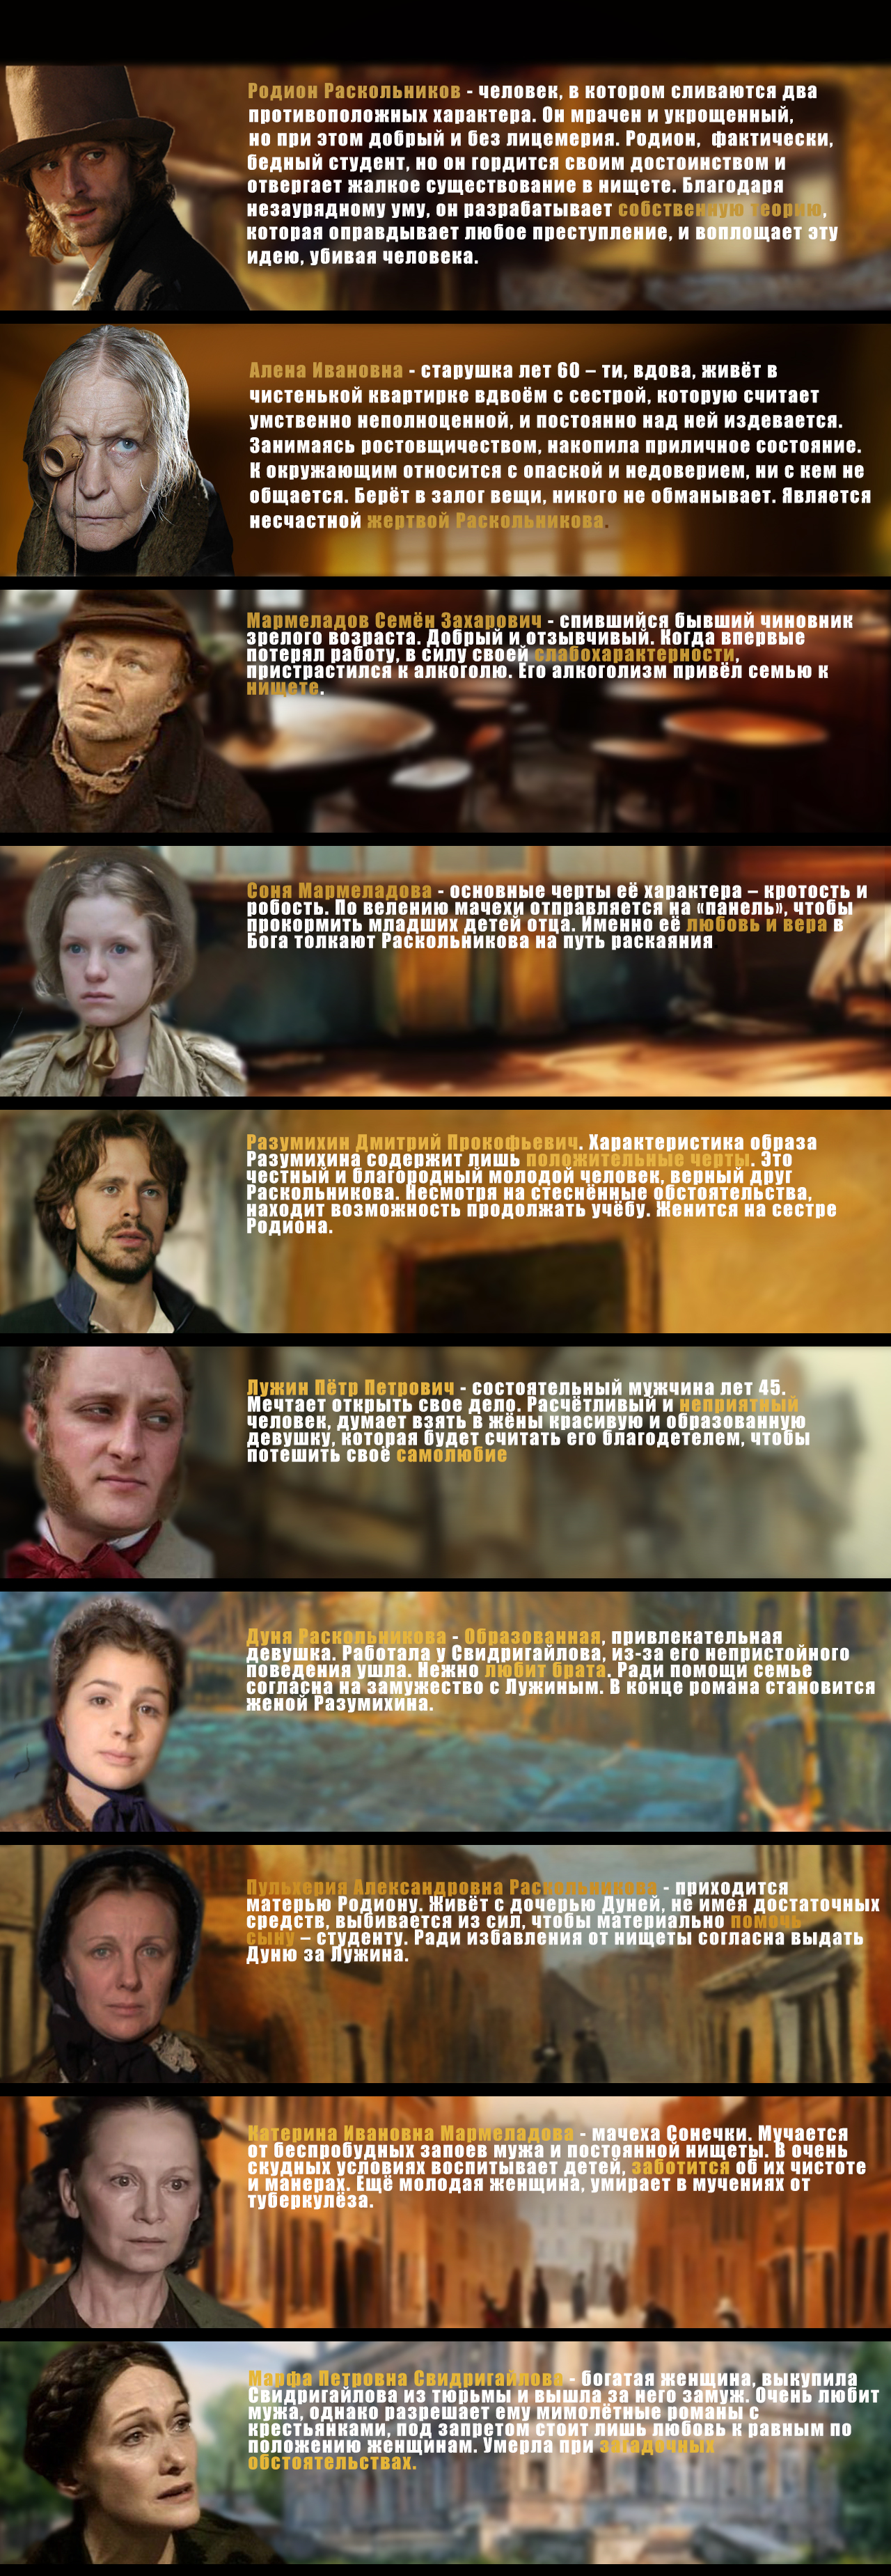 Родион Раскольников - человек, в котором сливаются два
противоположных характера. Он мрачен и укрощенный,
но при этом добрый и без лицемерия. Родион, фактически,
бедный студент, но он гордится своим достоинством и
отвергает жалкое существование в нищете. Благодаря
незаурядному уму, он разрабатывает собственную теорию,
которая оправдывает любое преступление, и воплощает эту
идею, убивая человека.
Алена Ивановна - старушка лет 60 – ти, вдова, живёт в
чистенькой квартирке вдвоём с сестрой, которую считает
умственно неполноценной, и постоянно над ней издевается.
Занимаясь ростовщичеством, накопила приличное состояние.
К окружающим относится с опаской и недоверием, ни с кем не
общается. Берёт в залог вещи, никого не обманывает. Является
несчастной жертвой Раскольникова.
Мармеладов Семён Захарович - спившийся бывший чиновник
зрелого возраста. Добрый и отзывчивый. Когда впервые
потерял работу, в силу своей слабохарактерности,
пристрастился к алкоголю. Его алкоголизм привёл семью к
нищете.
Соня Мармеладова - основные черты её характера – кротость и
робость. По велению мачехи отправляется на «панель», чтобы
прокормить младших детей отца. Именно её любовь и вера в
Бога толкают Раскольникова на путь раскаяния.
Разумихин Дмитрий Прокофьевич. Характеристика образа
Разумихина содержит лишь положительные черты. Это
честный и благородный молодой человек, верный друг
Раскольникова. Несмотря на стеснённые обстоятельства,
находит возможность продолжать учёбу. Женится на сестре
Родиона.
Лужин Пётр Петрович - состоятельный мужчина лет 45.
Мечтает открыть свое дело. Расчётливый и неприятный
человек, думает взять в жёны красивую и образованную
девушку, которая будет считать его благодетелем, чтобы
потешить своё самолюбие
Дуня Раскольникова - Образованная, привлекательная
девушка. Работала у Свидригайлова, из-за его непристойного
поведения ушла. Нежно любит брата. Ради помощи семье
согласна на замужество с Лужиным. В конце романа становится
женой Разумихина.
Пульхерия Александровна Раскольникова - приходится
матерью Родиону. Живёт с дочерью Дуней, не имея достаточных
средств, выбивается из сил, чтобы материально помочь
сыну – студенту. Ради избавления от нищеты согласна выдать
Дуню за Лужина.
Катерина Ивановна Мармеладова - мачеха Сонечки. Мучается
от беспробудных запоев мужа и постоянной нищеты. В очень
скудных условиях воспитывает детей, заботится об их чистоте
и манерах. Ещё молодая женщина, умирает в мучениях от
туберкулёза.
Марфа Петровна Свидригайлова - богатая женщина, выкупила
Свидригайлова из тюрьмы и вышла за него замуж. Очень любит
мужа, однако разрешает ему мимолётные романы с
крестьянками, под запретом стоит лишь любовь к равным по
положению женщинам. Умерла при загадочных
обстоятельствах.